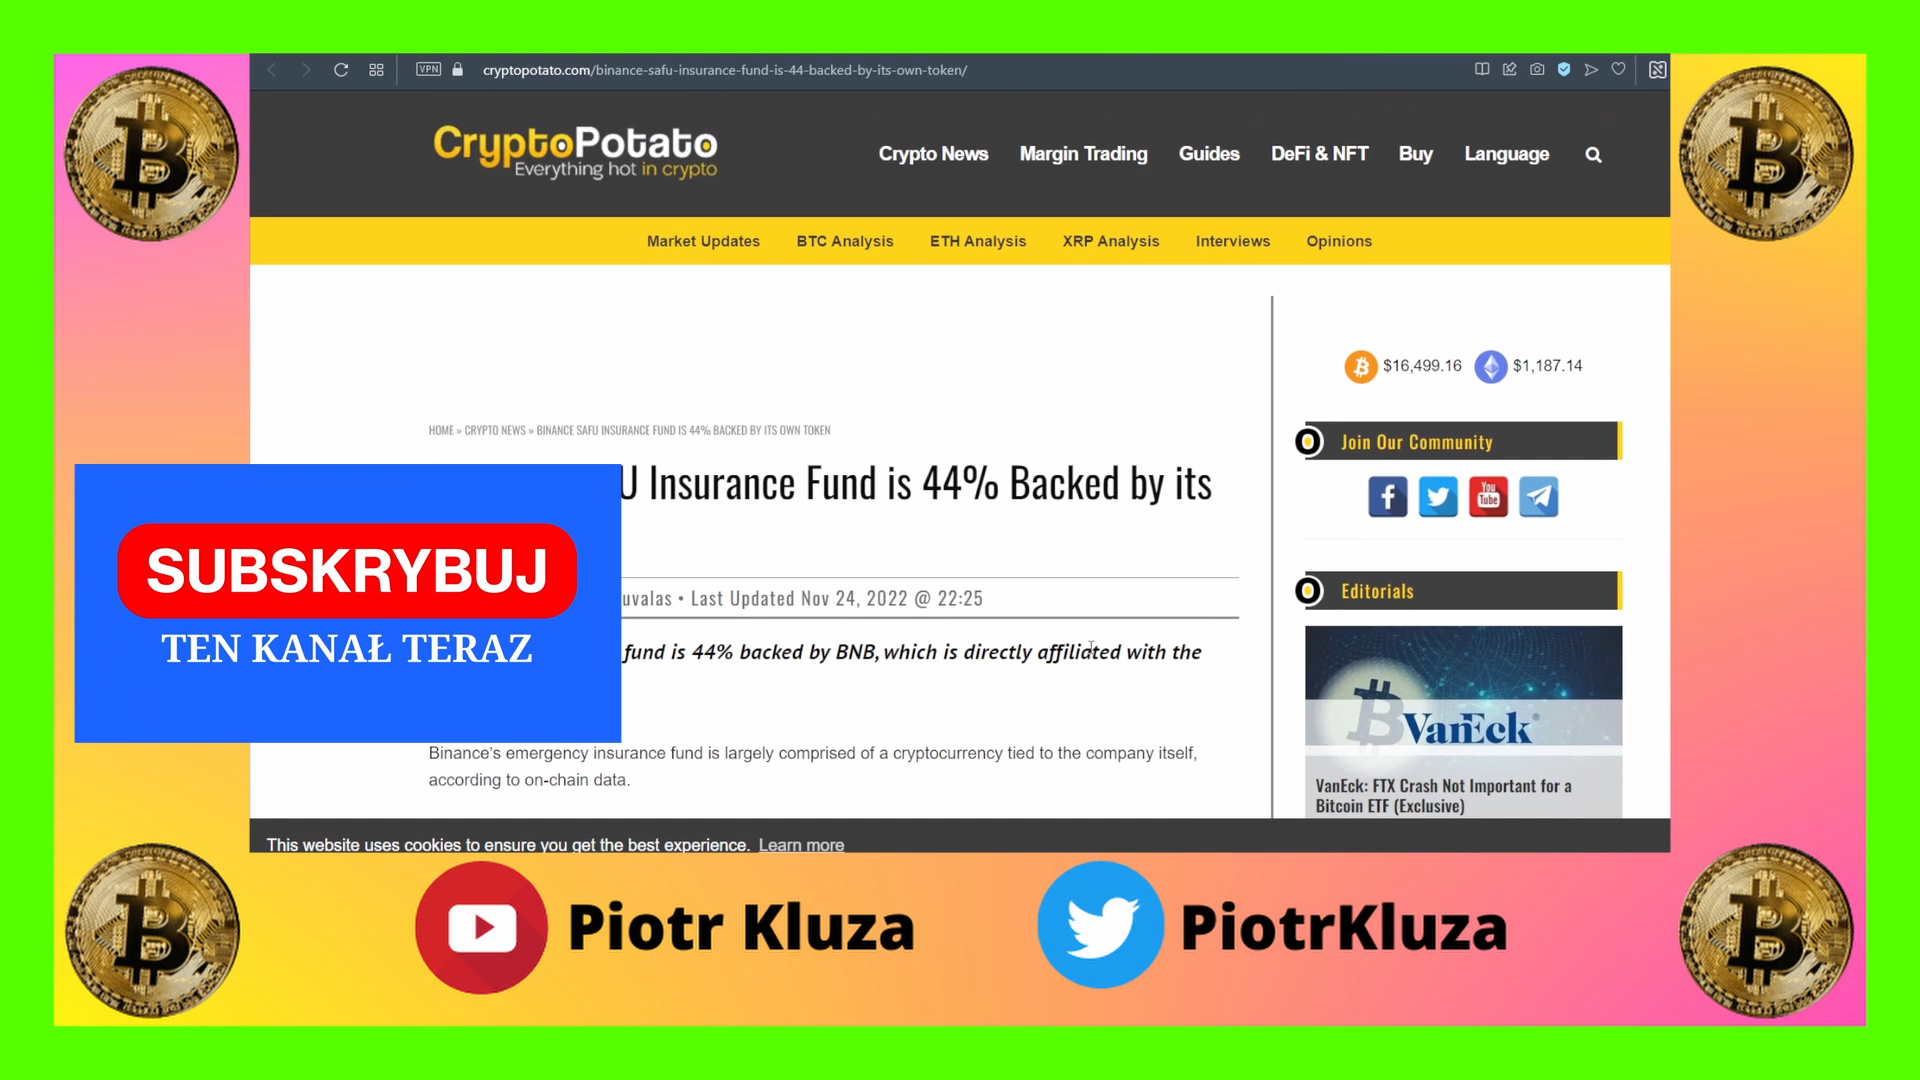 VPN
cryptopotato.com/binance-safu-insurance-fund-is-44-backed-by-its-own-token/
CryptoPotato
Everything hot in crypto
Crypto News
Margin Trading
Guides
DeFi & NFT
Buy
Language
Market Updates
BTC Analysis
ETH Analysis
XRP Analysis
Interviews
Opinions
$16,499.16
$1,187.14
HOME » CRYPTO NEWS » BINANCE SAFU INSURANCE FUND IS 44% BACKED BY ITS OWN TOKEN
U Insurance Fund is 44% Backed by its
uvalas • Last Updated Nov 24, 2022 @ 22:25
fund is 44% backed by BNB, which is directly affiliated with the
Binance's emergency insurance fund is largely comprised of a cryptocurrency tied to the company itself,
according to on-chain data.
SUBSKRYBUJ
TEN KANAŁ TERAZ
Join Our Community
You
Tube
Editorials
VanEck®
VanEck: FTX Crash Not Important for a
Bitcoin ETF (Exclusive)
This website uses cookies to ensure you get the best experience. Learn more
Piotr Kluza
PiotrKluza